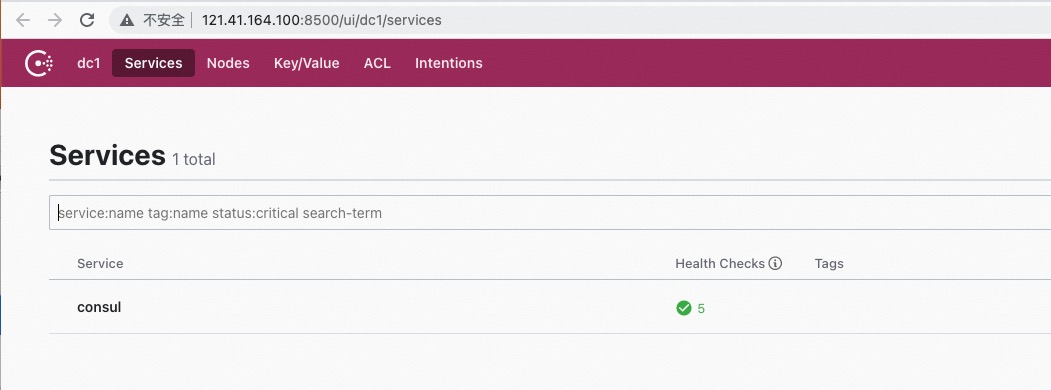 不安全 | 121.41.164.100:8500/ui/dc1/services
dc1 Services Nodes Key/Value ACL Intentions
Services 1 total
service:name tag:name status:critical search-term
Service Health Checks Tags
consul 5